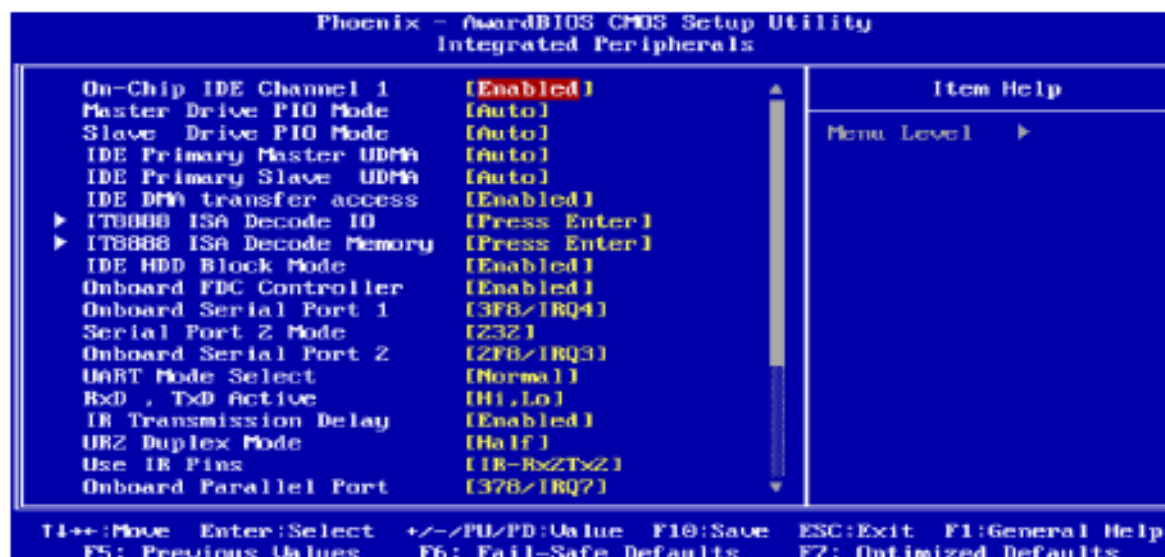 Phoenix - AwardBIOS CMOS Setup Utility
Integrated Peripherals
On-Chip IDE Channel 1 [Enabled]
Master Drive PIO Mode [Auto]
Slave Drive PIO Mode [Auto]
IDE Primary Master UDMA [Auto]
IDE Primary Slave UDMA [Auto]
IDE DMA transfer access [Enabled]
▶ IT8888 ISA Decode IO [Press Enter]
▶ IT8888 ISA Decode Memory [Press Enter]
IDE HDD Block Mode [Enabled]
Onboard FDC Controller [Enabled]
Onboard Serial Port 1 [3F8/IRQ4]
Serial Port 2 Mode [232]
Onboard Serial Port 2 [2F8/IRQ3]
UART Mode Select [Normal]
RxD , TxD Active [Hi,Lo]
IR Transmission Delay [Enabled]
UR2 Duplex Mode [Half]
Use IR Pins [IR-Rx2Tx2]
Onboard Parallel Port [378/IRQ7]
Item Help
Menu Level ▶
↑↓→←:Move Enter:Select +/-/PU/PD:Value F10:Save ESC:Exit F1:General Help
F5: Previous Values F6: Fail-Safe Defaults F7: Optimized Defaults